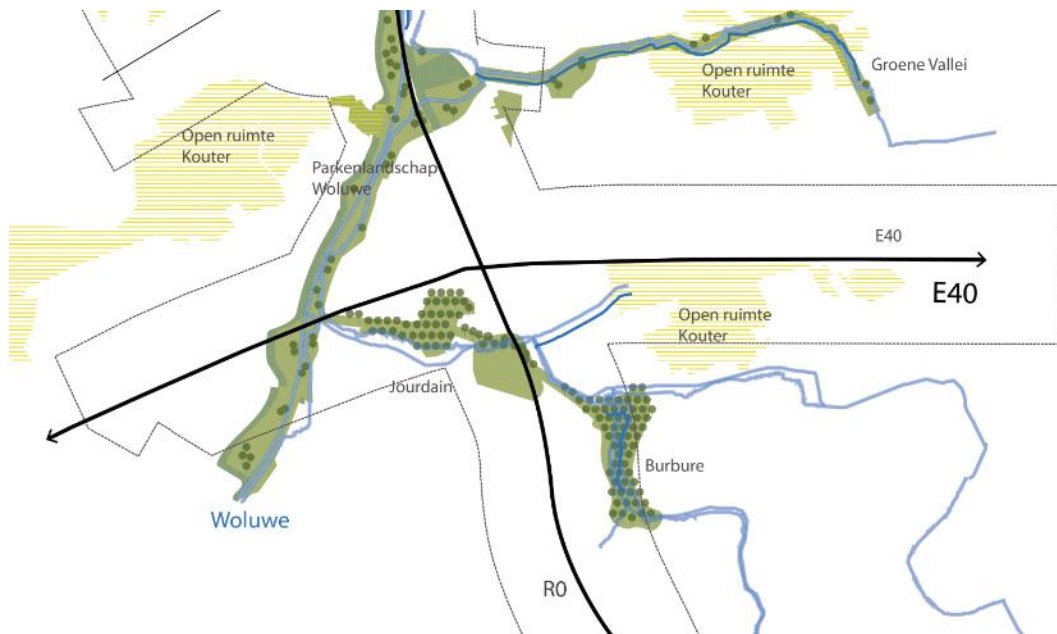 Groene Vallei
Open ruimte
Kouter
Open ruimte
Kouter
Parkenlandschap
Woluwe
E40
E40
Open ruimte
Kouter
Jourdain
Burbure
Woluwe
R0